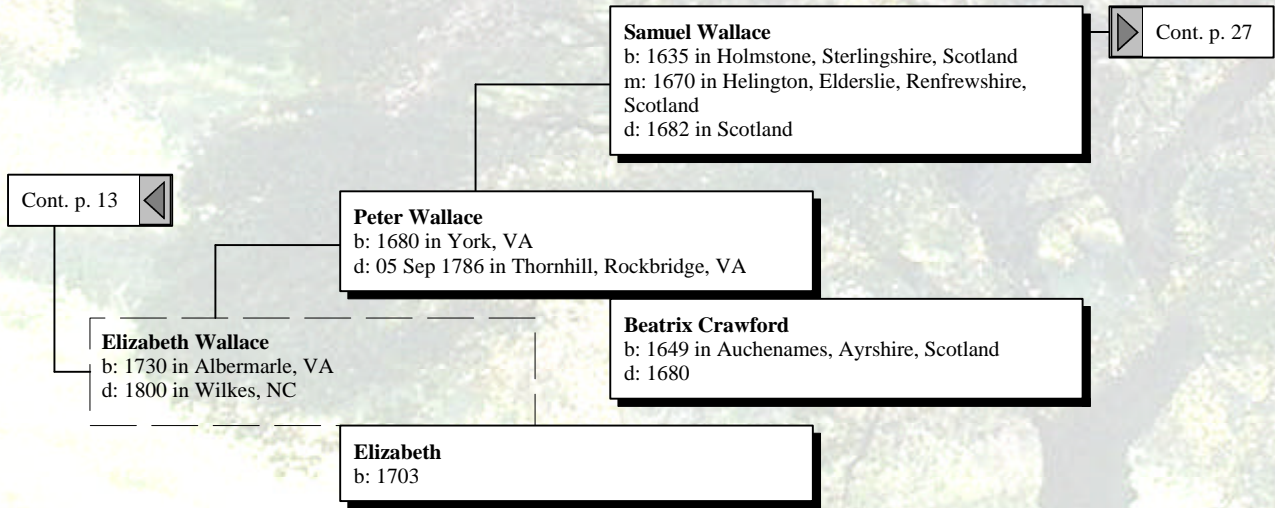 Samuel Wallace
b: 1635 in Holmstone, Sterlingshire, Scotland
m: 1670 in Helington, Elderslie, Renfrewshire,
Scotland
d: 1682 in Scotland
Cont. p. 27
Cont. p. 13
Peter Wallace
b: 1680 in York, VA
d: 05 Sep 1786 in Thornhill, Rockbridge, VA
Beatrix Crawford
b: 1649 in Auchenames, Ayrshire, Scotland
d: 1680
Elizabeth Wallace
b: 1730 in Albermarle, VA
d: 1800 in Wilkes, NC
Elizabeth
b: 1703